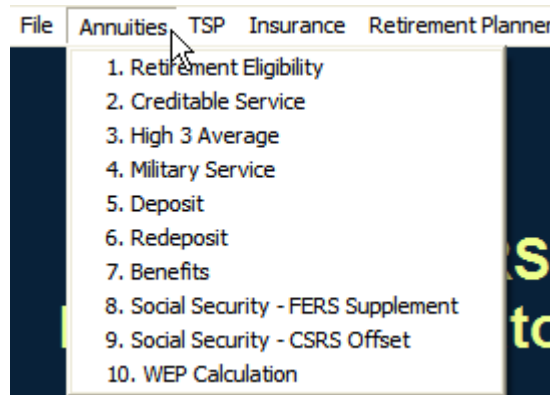 File Annuities TSP Insurance Retirement Planner
1. Retirement Eligibility
2. Creditable Service
3. High 3 Average
4. Military Service
5. Deposit
6. Redeposit
7. Benefits
8. Social Security - FERS Supplement
9. Social Security - CSRS Offset
10. WEP Calculation